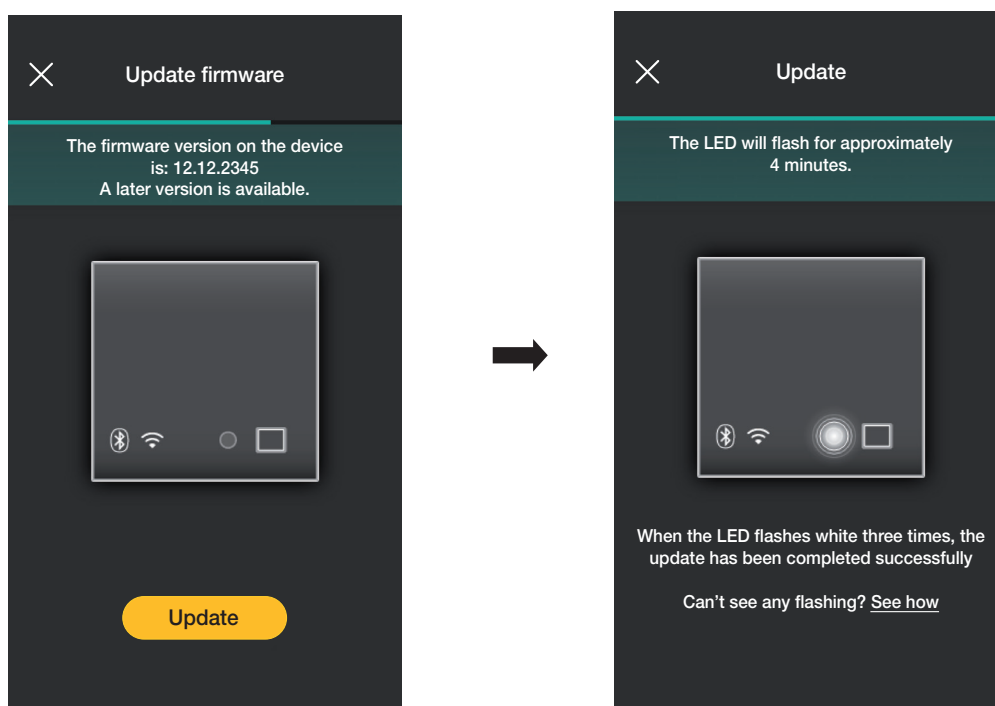 Update firmware
The firmware version on the device
is: 12.12.2345
A later version is available.
Update
Update
The LED will flash for approximately
4 minutes.
When the LED flashes white three times, the
update has been completed successfully
Can't see any flashing? See how